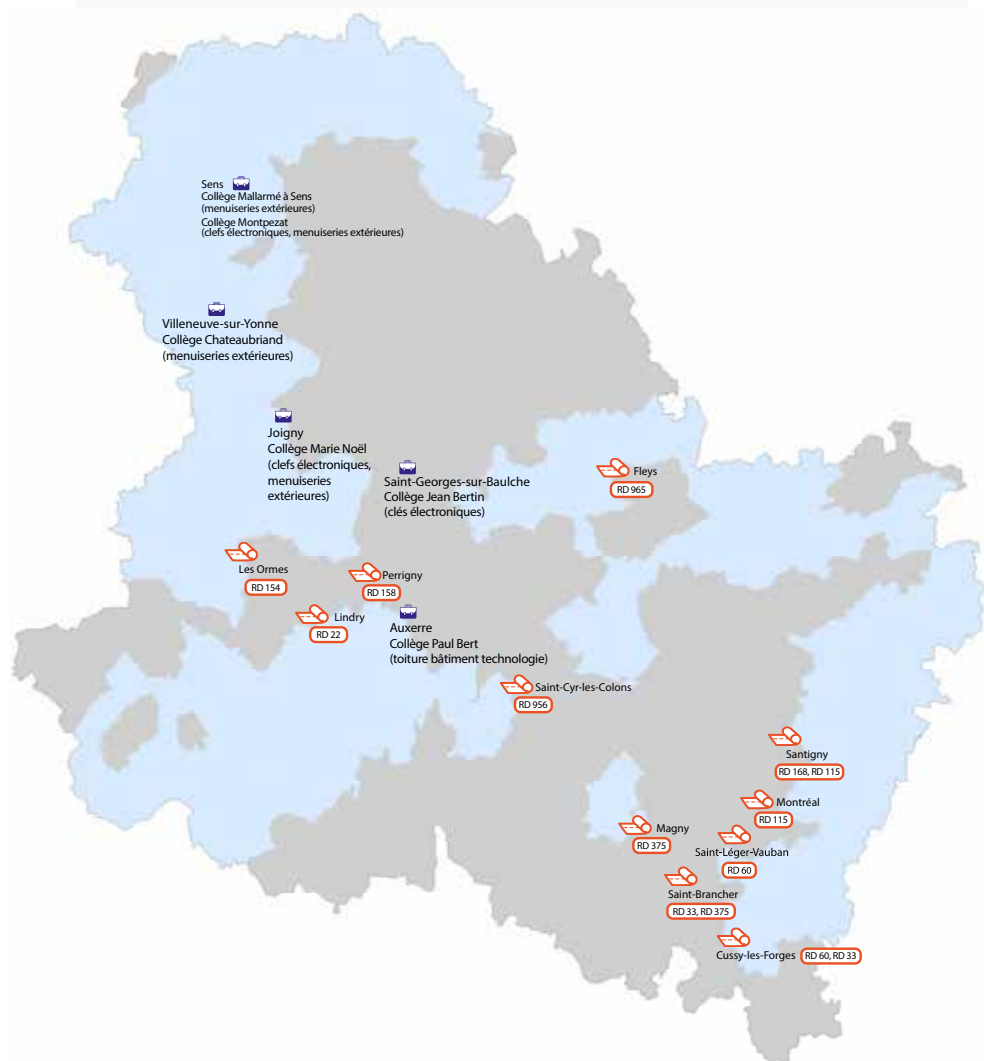 Sens
Collège Mallarmé à Sens
(menuiseries extérieures)
Collège Montpezat
(clefs électroniques, menuiseries extérieures)
Villeneuve-sur-Yonne
Collège Chateaubriand
(menuiseries extérieures)
Joigny
Collège Marie Noël
(clefs électroniques,
menuiseries
extérieures)
Saint-Georges-sur-Baulche
Collège Jean Bertin
(clés électroniques)
Fleys
RD 965
Les Ormes
RD 154
Perrigny
RD 158
Lindry
RD 22
Auxerre
Collège Paul Bert
(toiture bâtiment technologie)
Saint-Cyr-les-Colons
RD 956
Santigny
RD 168, RD 115
Montréal
RD 115
Magny
RD 375
Saint-Léger-Vauban
RD 60
Saint-Brancher
RD 33, RD 375
Cussy-les-Forges
RD 60, RD 33